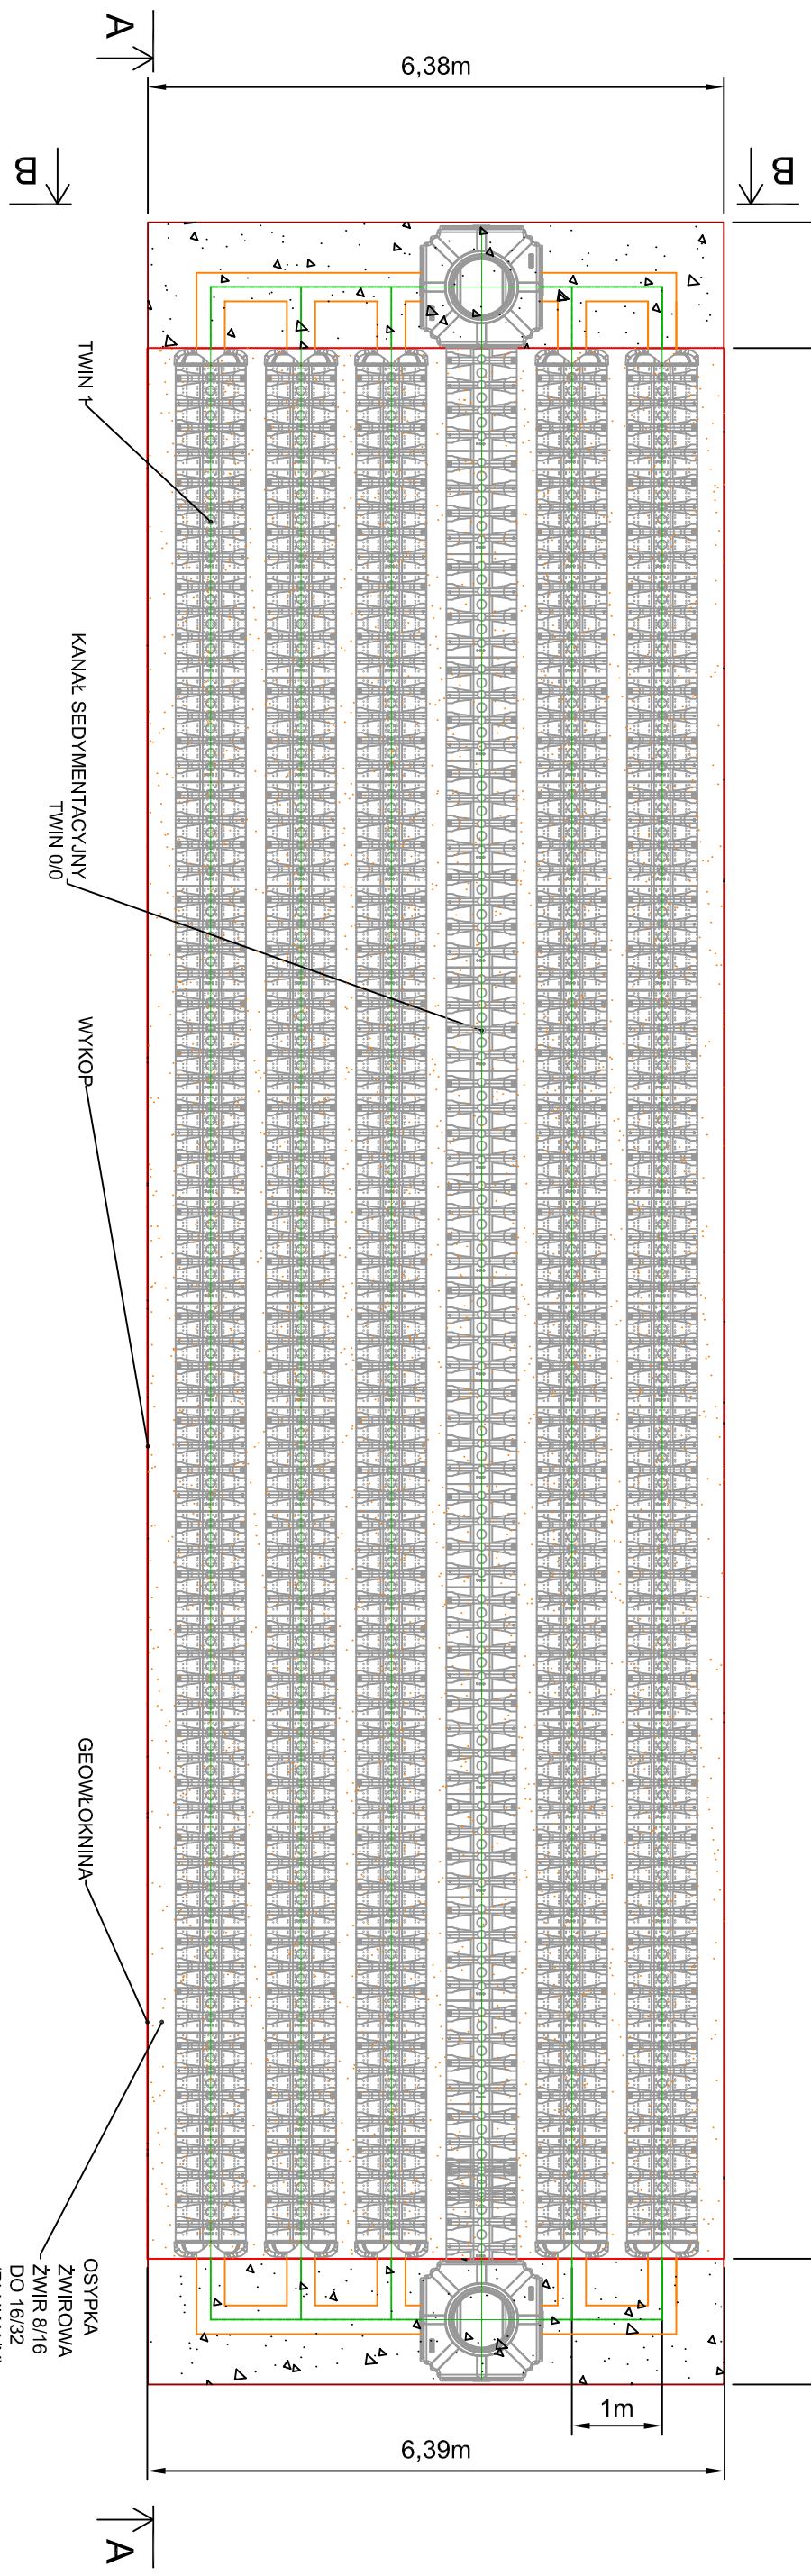 A
6,38m
B
B
TWIN 1
KANAŁ SEDYMENTACYJNY
TWIN 0/0
WYKOP
GEOWŁOKNINA
OSYPKA
ŻWIROWA
ŻWIR 8/16
DO 16/32
1m
6,39m
A